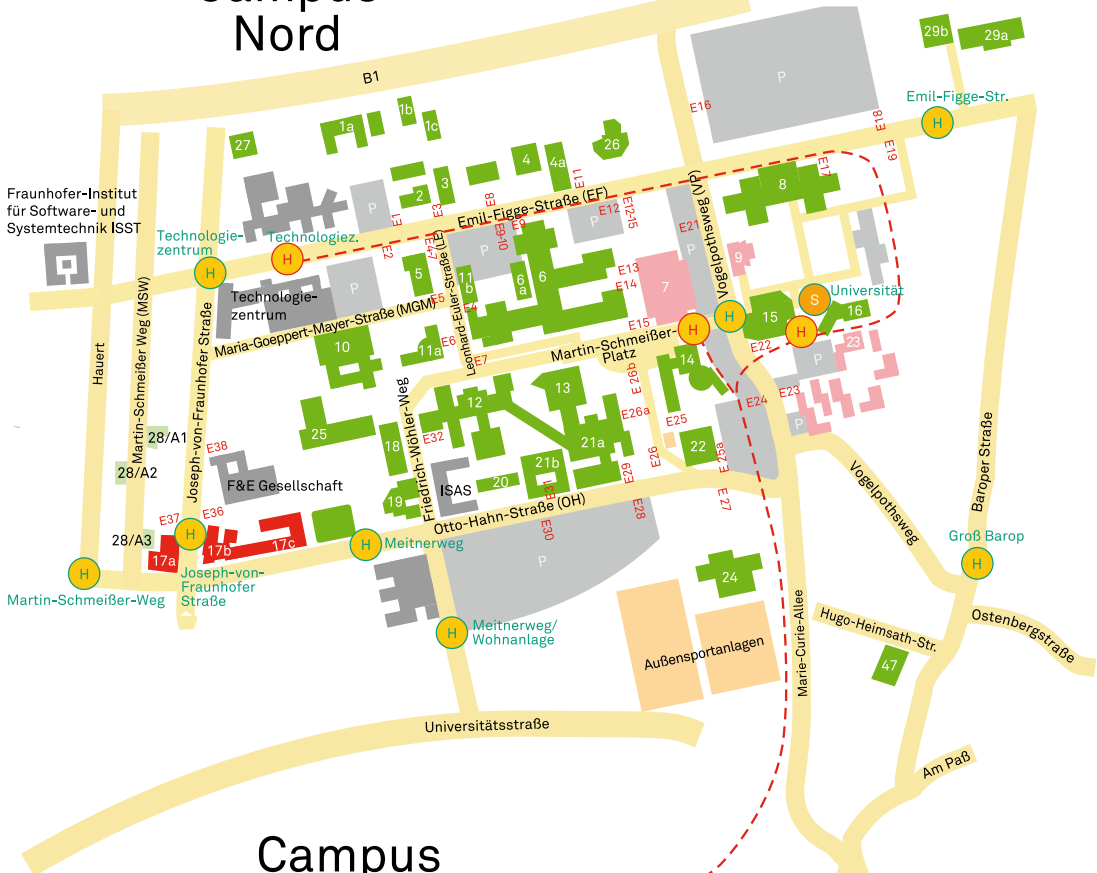 Campus
Nord
B1
P
29b
29a
Emil-Figge-Str.
H
E16
E18
E19
E17
1b
1a
1c
27
26
4
4a
E11
3
2
8
Fraunhofer-Institut
für Software- und
Systemtechnik ISST
P
E1
E3
E8
Emil-Figge-Straße (EF)
E9
E9-10
E12
E12-15
P
E21
P
Vogelpothsweg (VP)
9
Technologie-
zentrum
H
Technologiez.
H
E2
P
E13
E14
5
11
b
6
a
6
7
Universität
S
Technologie-
zentrum
P
E5
E4
Maria-Goeppert-Mayer-Straße (MGM)
Leonhard-Euler-Straße (LE)
E6
E7
E15
Martin-Schmeißer-
Platz
H
H
15
16
H
E22
P
23
10
11a
14
Hauert
Martin-Schmeißer Weg (MSW)
Joseph-von-Fraunhofer Straße
Friedrich-Wöhler-Weg
E26b
13
12
E26a
E25
E24
E23
P
25
18
E32
21a
22
E25a
E26
28/A1
E38
28/A2
F&E Gesellschaft
ISAS
20
21b
E31
E29
E28
E27
19
Otto-Hahn-Straße (OH)
E30
P
Vogelpothsweg
Baroper Straße
E37
E36
28/A3
H
17a
17b
17c
H
Meitnerweg
Groß Barop
H
H
Martin-Schmeißer-Weg
Joseph-von-
Fraunhofer
Straße
24
H
Meitnerweg/
Wohnanlage
Außensportanlagen
Marie-Curie-Allee
Hugo-Heimsath-Str.
Ostenbergstraße
47
Universitätsstraße
Am Paß
Campus